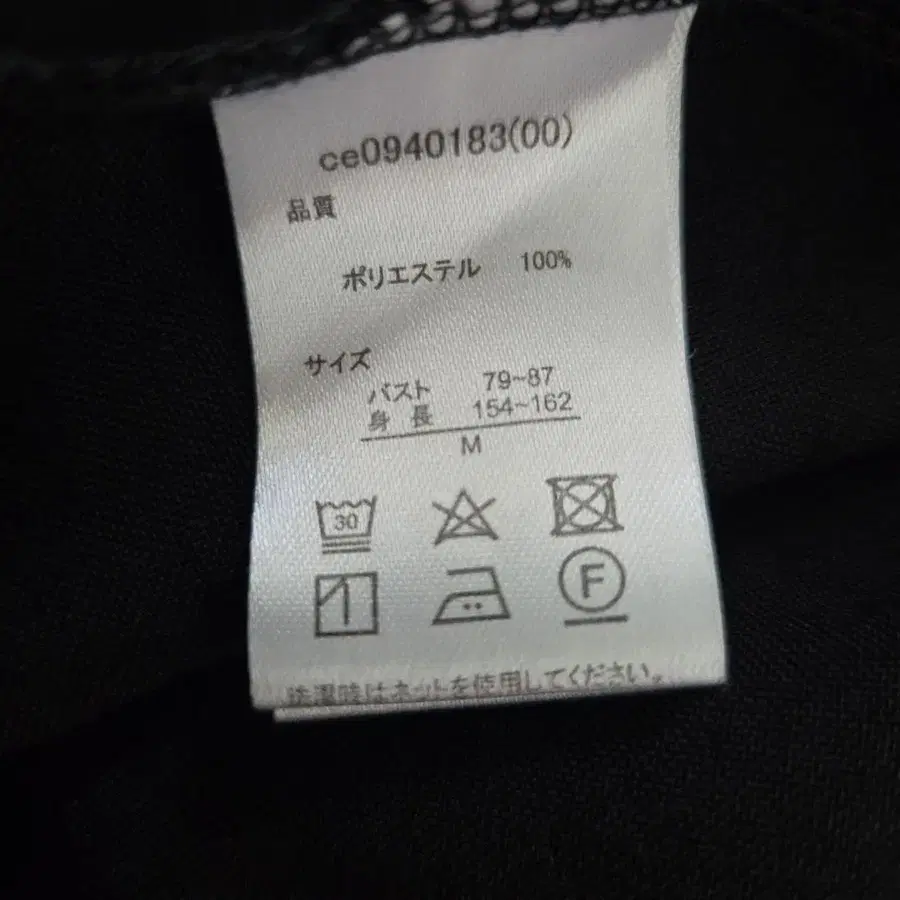 ce0940183(00)
品質
ポリエステル 100%
サイズ
バスト 79~87
身長 154~162
M
30
F
洗濯時はネットを使用してください。